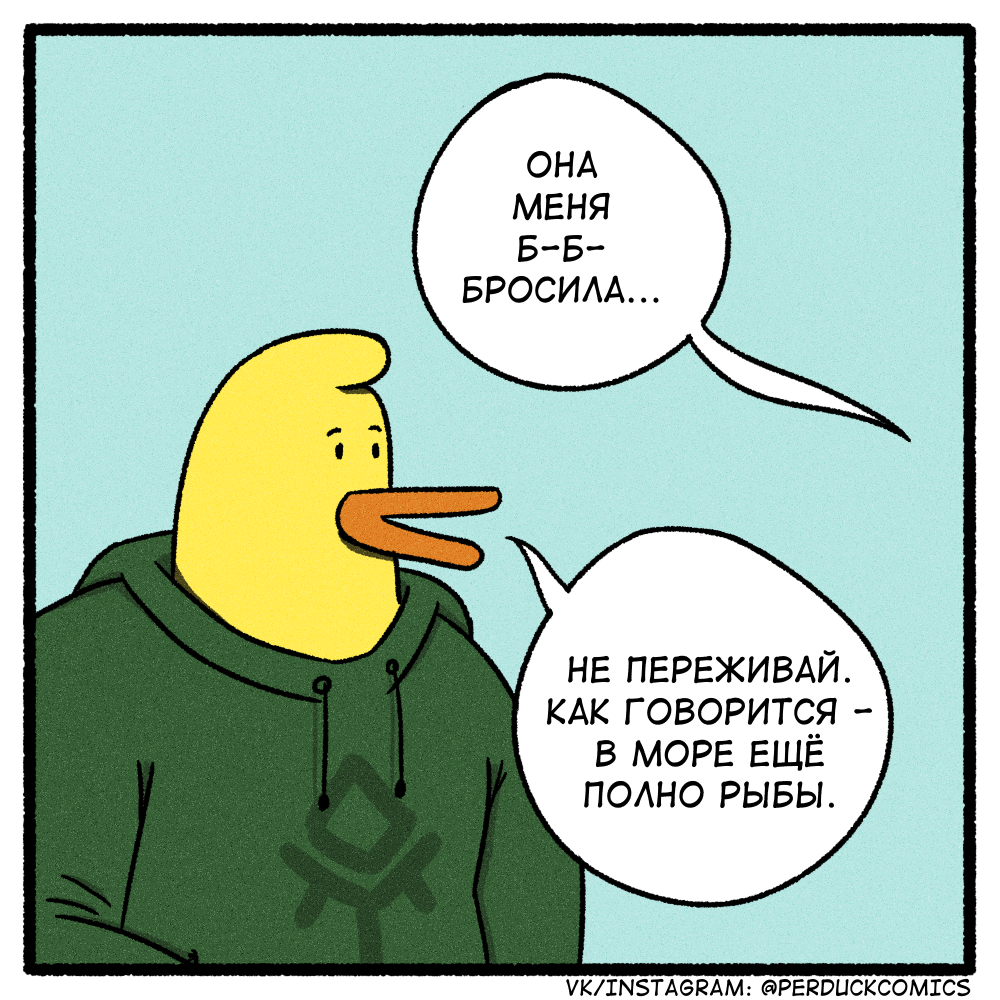 ОНА
МЕНЯ
Б-Б-
БРОСИЛА...
НЕ ПЕРЕЖИВАЙ.
КАК ГОВОРИТСЯ -
В МОРЕ ЕЩЁ
ПОЛНО РЫБЫ.
VK/INSTAGRAM: @PERDUCKCOMICS